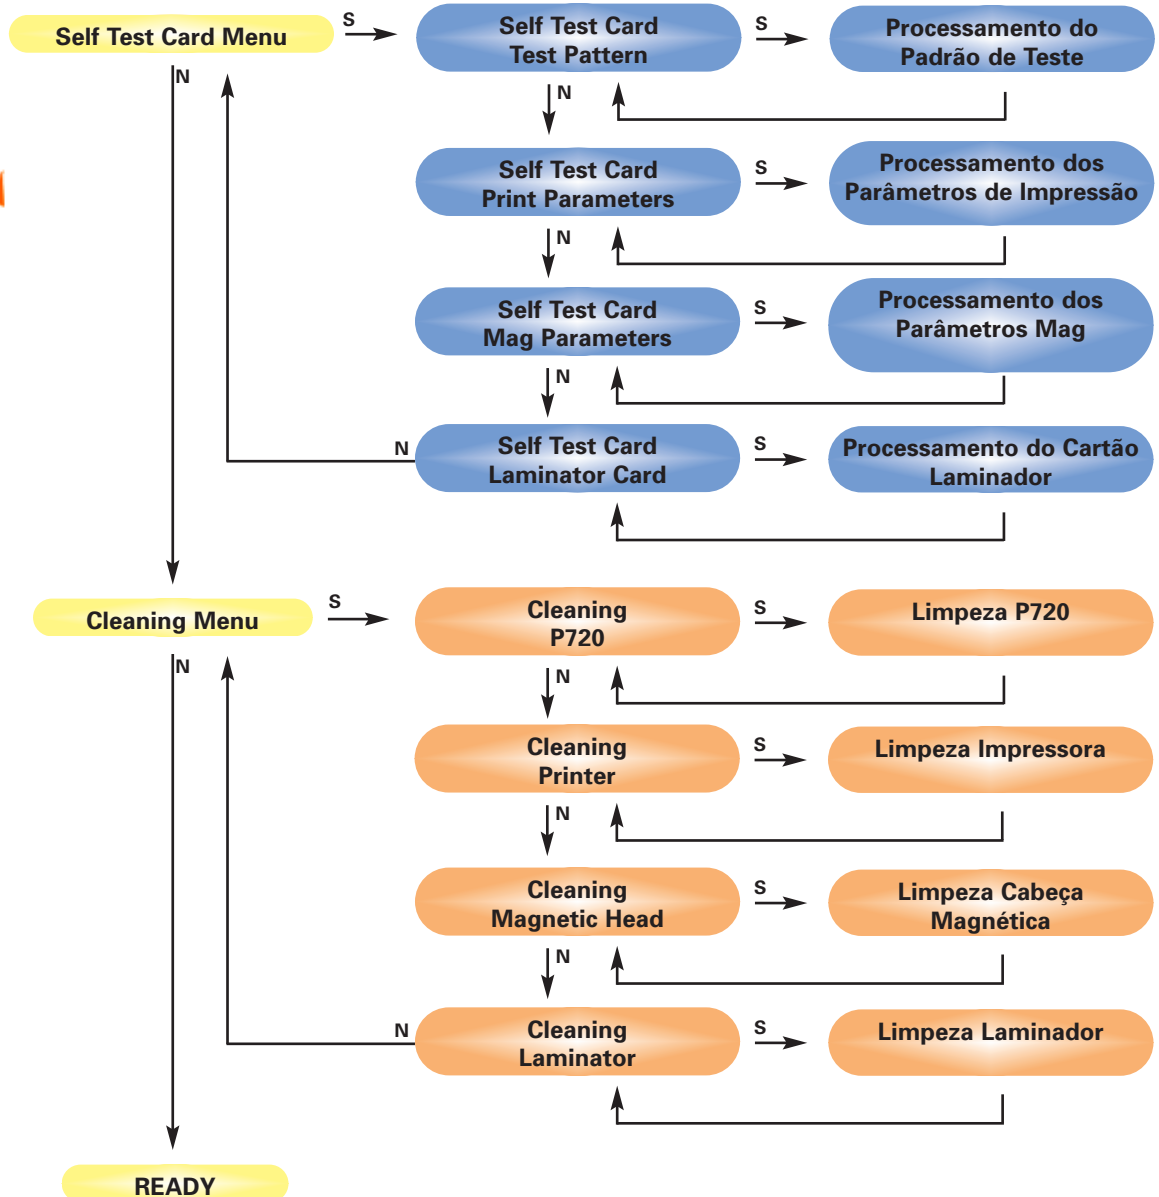 Self Test Card Menu
S
Self Test Card
Test Pattern
S
Processamento do
Padrão de Teste
N
N
Self Test Card
Print Parameters
S
Processamento dos
Parâmetros de Impressão
N
Self Test Card
Mag Parameters
S
Processamento dos
Parâmetros Mag
N
N
Self Test Card
Laminator Card
S
Processamento do Cartão
Laminador
Cleaning Menu
S
Cleaning
P720
S
Limpeza P720
N
N
Cleaning
Printer
S
Limpeza Impressora
N
Cleaning
Magnetic Head
S
Limpeza Cabeça
Magnética
N
N
Cleaning
Laminator
S
Limpeza Laminador
READY